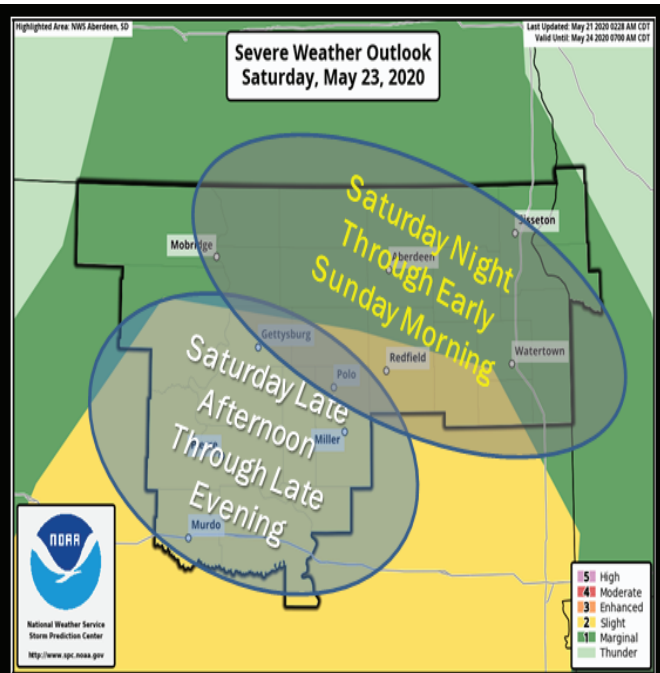 Highlighted Area: NWS Aberdeen, SD
Last Updated: May 21 2020 0228 AM CDT
Valid Until: May 24 2020 0700 AM CDT
Severe Weather Outlook
Saturday, May 23, 2020
Saturday Night
Through Early
Sunday Morning
Sisseton
Mobridge
Aberdeen
Gettysburg
Redfield
Watertown
Polo
Miller
Saturday Late
Afternoon
Through Late
Evening
Murdo
NOAA
National Weather Service
Storm Prediction Center
http://www.spc.noaa.gov
5 High
4 Moderate
3 Enhanced
2 Slight
1 Marginal
Thunder